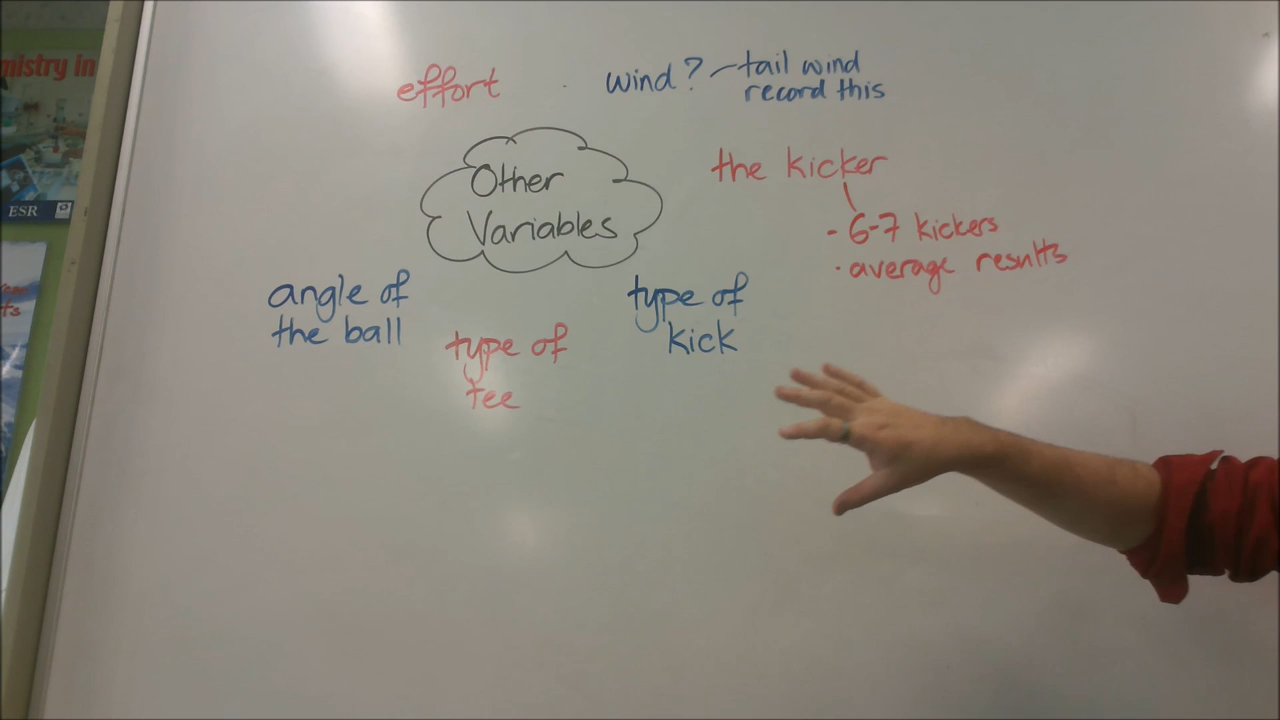 mistry in
ESR
effort
wind? – tail wind
record this
Other
Variables
the kicker
- 6-7 kickers
· average results
angle of
the ball
type of
tee
type of
kick